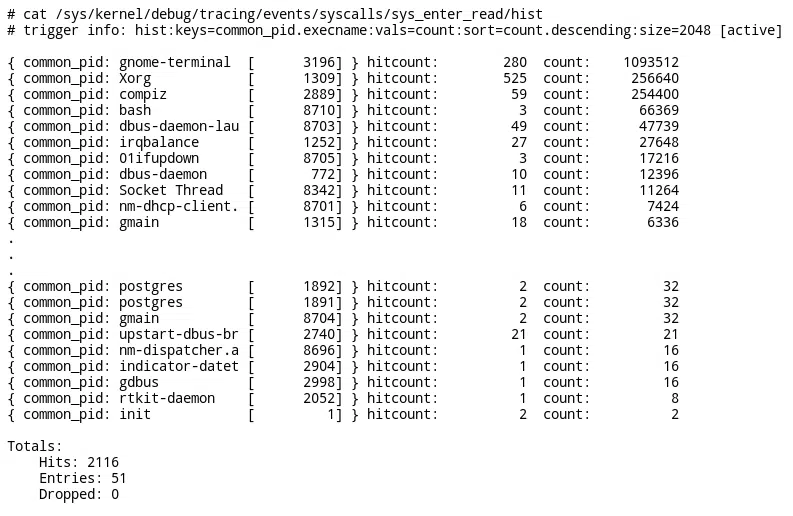 # cat /sys/kernel/debug/tracing/events/syscalls/sys_enter_read/hist
# trigger info: hist:keys=common_pid.execname:vals=count:sort=count.descending:size=2048 [active]

{ common_pid: gnome-terminal  [      3196] } hitcount:        280  count:    1093512
{ common_pid: Xorg            [      1309] } hitcount:        525  count:     256640
{ common_pid: compiz          [      2889] } hitcount:         59  count:     254400
{ common_pid: bash            [      8710] } hitcount:          3  count:      66369
{ common_pid: dbus-daemon-lau [      8703] } hitcount:         49  count:      47739
{ common_pid: irqbalance      [      1252] } hitcount:         27  count:      27648
{ common_pid: 01ifupdown      [      8705] } hitcount:          3  count:      17216
{ common_pid: dbus-daemon     [       772] } hitcount:         10  count:      12396
{ common_pid: Socket Thread   [      8342] } hitcount:         11  count:      11264
{ common_pid: nm-dhcp-client. [      8701] } hitcount:          6  count:       7424
{ common_pid: gmain           [      1315] } hitcount:         18  count:       6336
.
.
.
{ common_pid: postgres        [      1892] } hitcount:          2  count:         32
{ common_pid: postgres        [      1891] } hitcount:          2  count:         32
{ common_pid: gmain           [      8704] } hitcount:          2  count:         32
{ common_pid: upstart-dbus-br [      2740] } hitcount:         21  count:         21
{ common_pid: nm-dispatcher.a [      8696] } hitcount:          1  count:         16
{ common_pid: indicator-datet [      2904] } hitcount:          1  count:         16
{ common_pid: gdbus           [      2998] } hitcount:          1  count:         16
{ common_pid: rtkit-daemon    [      2052] } hitcount:          1  count:          8
{ common_pid: init            [         1] } hitcount:          2  count:          2

Totals:
    Hits: 2116
    Entries: 51
    Dropped: 0